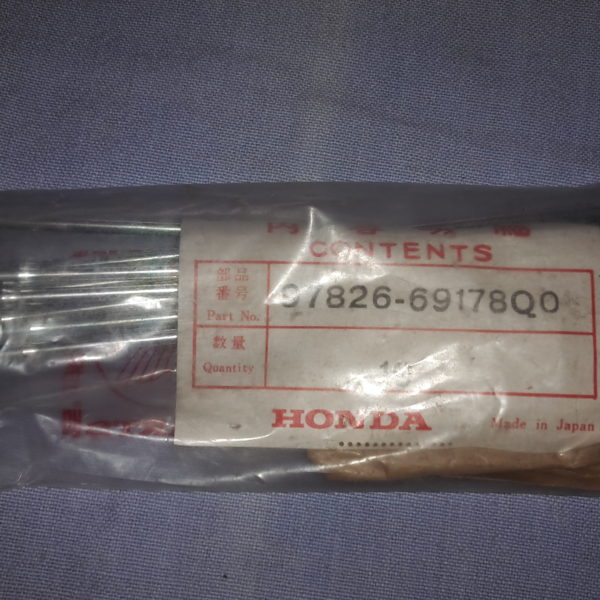 CONTENTS
部品
番号
Part No.
97826-69178Q0
数量
Quantity
HONDA
Made in Japan